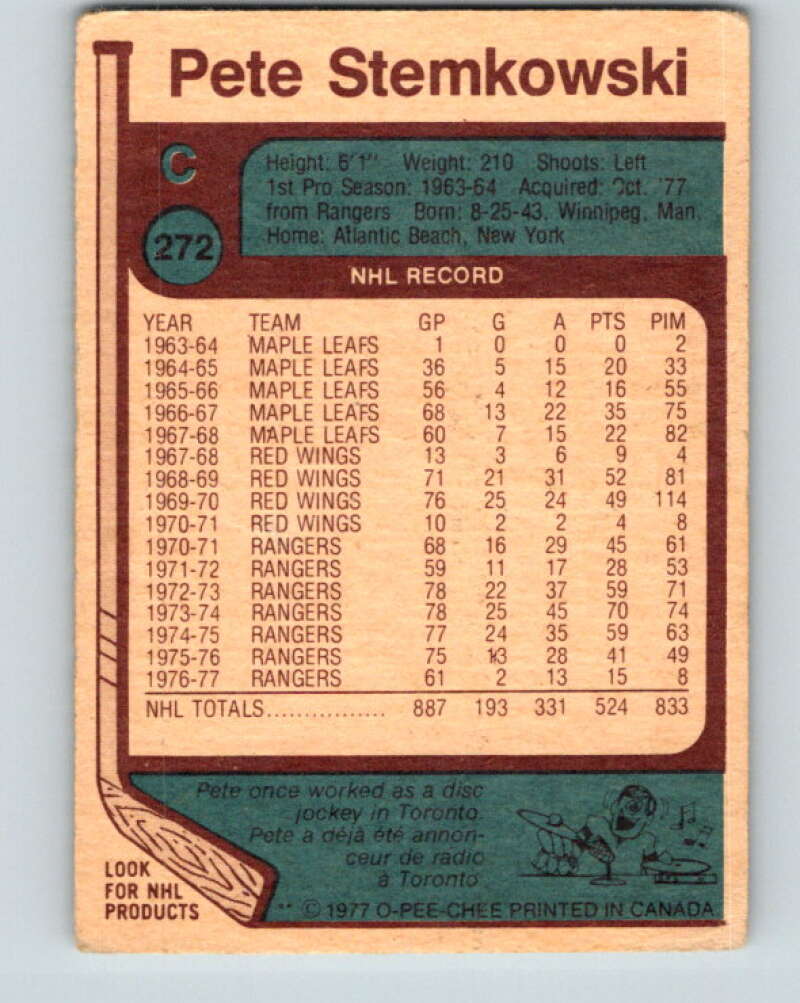 Pete Stemkowski
C
272
Height: 6'1" Weight: 210 Shoots: Left
1st Pro Season: 1963-64 Acquired: Oct. '77
from Rangers Born: 8-25-43, Winnipeg, Man.
Home: Atlantic Beach, New York
NHL RECORD
YEAR TEAM GP G A PTS PIM
1963-64 MAPLE LEAFS 1 0 0 0 2
1964-65 MAPLE LEAFS 36 5 15 20 33
1965-66 MAPLE LEAFS 56 4 12 16 55
1966-67 MAPLE LEAFS 68 13 22 35 75
1967-68 MAPLE LEAFS 60 7 15 22 82
1967-68 RED WINGS 13 3 6 9 4
1968-69 RED WINGS 71 21 31 52 81
1969-70 RED WINGS 76 25 24 49 114
1970-71 RED WINGS 10 2 2 4 8
1970-71 RANGERS 68 16 29 45 61
1971-72 RANGERS 59 11 17 28 53
1972-73 RANGERS 78 22 37 59 71
1973-74 RANGERS 78 25 45 70 74
1974-75 RANGERS 77 24 35 59 63
1975-76 RANGERS 75 13 28 41 49
1976-77 RANGERS 61 2 13 15 8
NHL TOTALS................ 887 193 331 524 833
Pete once worked as a disc
jockey in Toronto.
Pete a déjà été annon-
ceur de radio
à Toronto
LOOK
FOR NHL
PRODUCTS
** © 1977 O-PEE-CHEE PRINTED IN CANADA